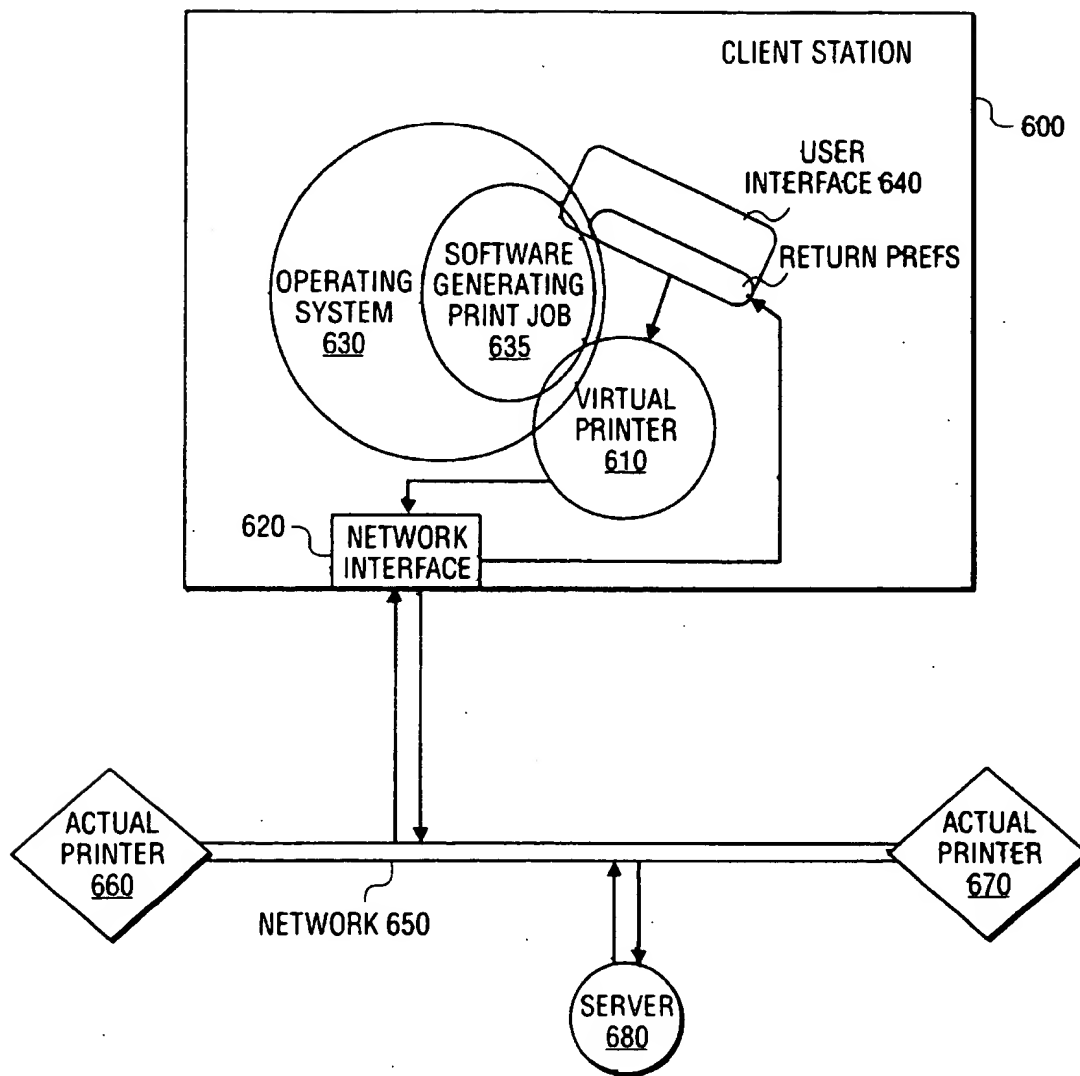 CLIENT STATION
600
USER
INTERFACE 640
RETURN PREFS
OPERATING
SYSTEM
630
SOFTWARE
GENERATING
PRINT JOB
635
VIRTUAL
PRINTER
610
620
NETWORK
INTERFACE
ACTUAL
PRINTER
660
ACTUAL
PRINTER
670
NETWORK 650
SERVER
680